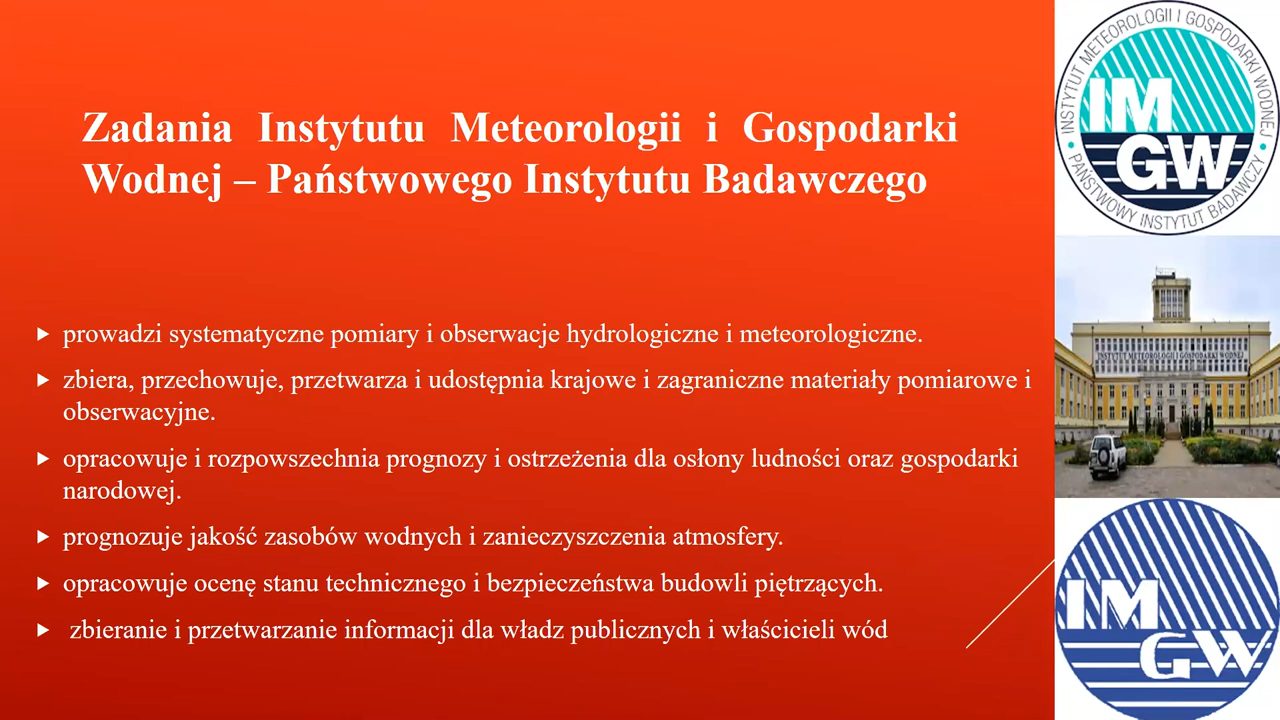 Zadania Instytutu Meteorologii i Gospodarki
Wodnej – Państwowego Instytutu Badawczego
prowadzi systematyczne pomiary i obserwacje hydrologiczne i meteorologiczne.
zbiera, przechowuje, przetwarza i udostępnia krajowe i zagraniczne materiały pomiarowe i
obserwacyjne.
opracowuje i rozpowszechnia prognozy i ostrzeżenia dla osłony ludności oraz gospodarki
narodowej.
prognozuje jakość zasobów wodnych i zanieczyszczenia atmosfery.
opracowuje ocenę stanu technicznego i bezpieczeństwa budowli piętrzących.
zbieranie i przetwarzanie informacji dla władz publicznych i właścicieli wód
INSTYTUT METEOROLOGII I GOSPODARKI WODNEJ
IM
GW
PAŃSTWOWY INSTYTUT BADAWCZY
INSTYTUT METEOROLOGII I GOSPODARKI WODNEJ
IM
GW